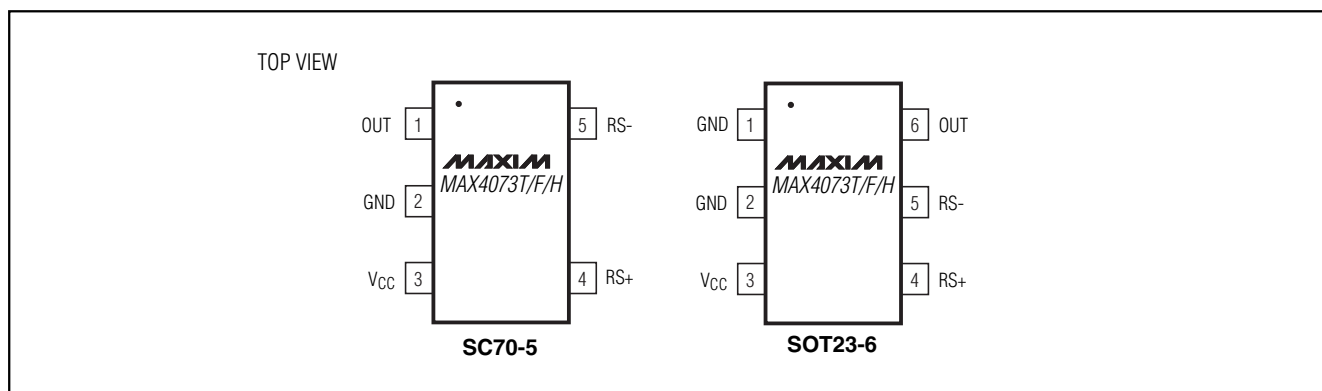 TOP VIEW
OUT 1
5 RS-
MAXIM
MAX4073T/F/H
GND 2
VCC 3
4 RS+
SC70-5
GND 1
6 OUT
MAXIM
MAX4073T/F/H
GND 2
5 RS-
VCC 3
4 RS+
SOT23-6